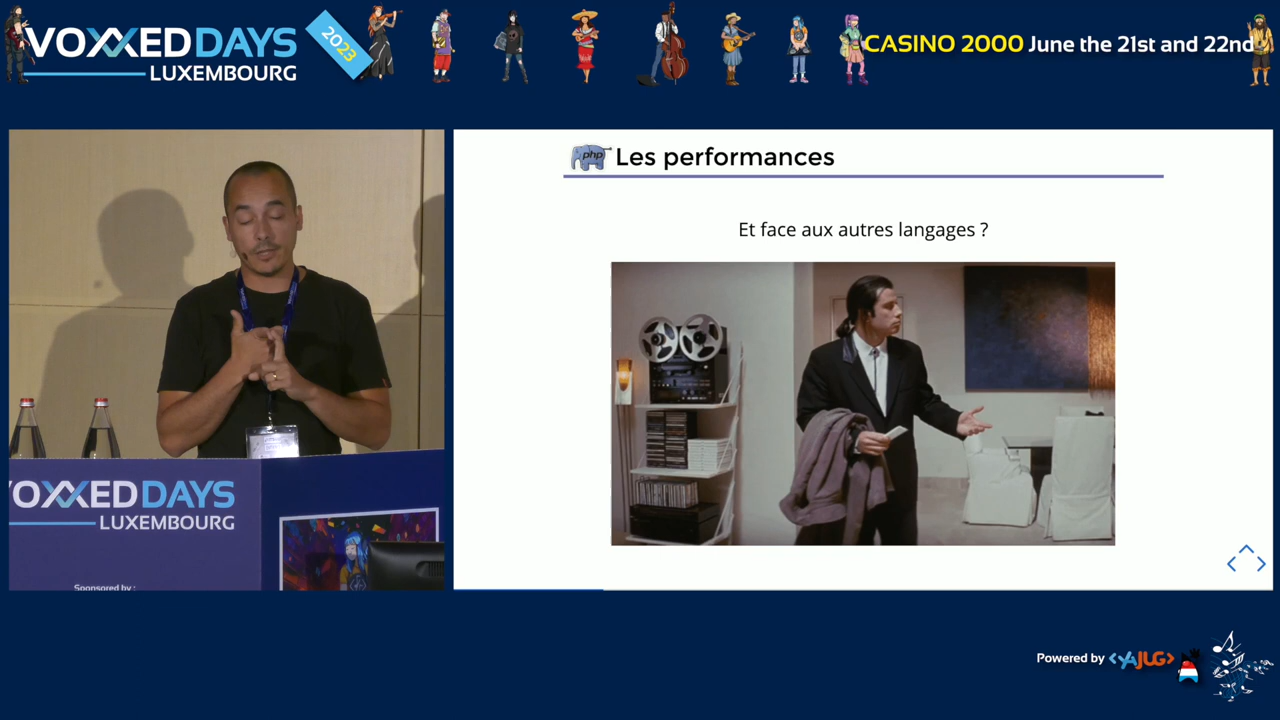 VOXXED DAYS
LUXEMBOURG
2023
CASINO 2000 June the 21st and 22nd
php Les performances
Et face aux autres langages ?
VOXXED DAYS
LUXEMBOURG
Sponsored by :
Powered by <YAJUG>